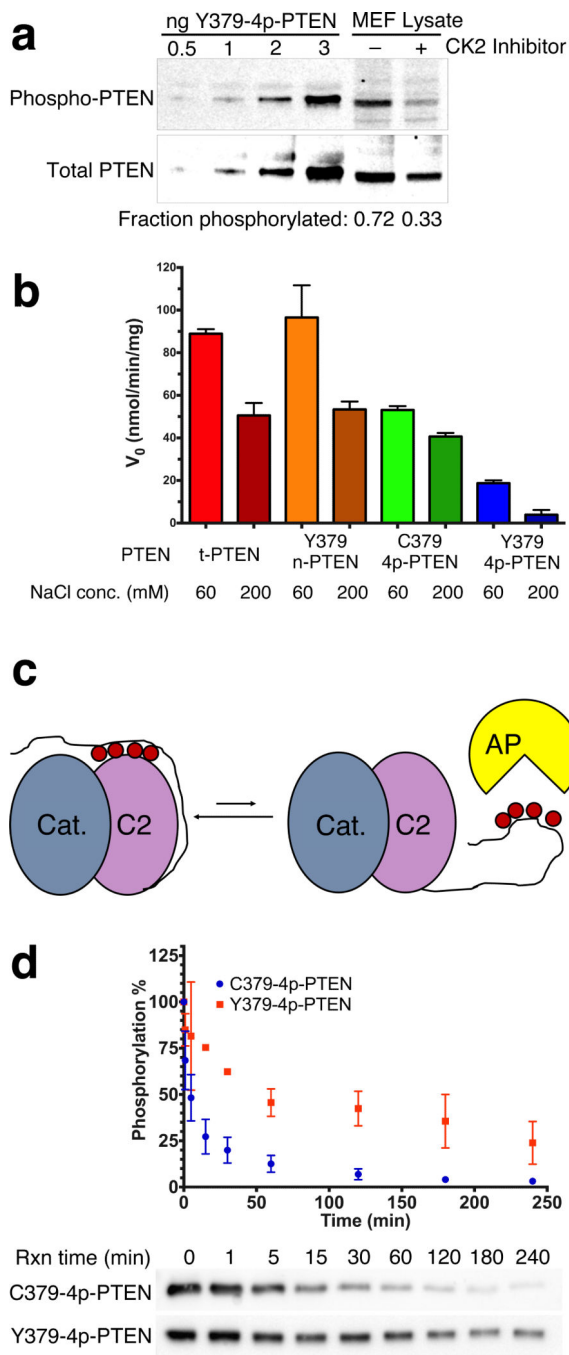 a
ng Y379-4p-PTEN MEF Lysate
0.5 1 2 3 – + CK2 Inhibitor
Phospho-PTEN
Total PTEN
Fraction phosphorylated: 0.72 0.33
b
V0 (nmol/min/mg)
120
100
80
60
40
20
0
PTEN t-PTEN Y379 n-PTEN C379 4p-PTEN Y379 4p-PTEN
NaCl conc. (mM) 60 200 60 200 60 200 60 200
c
Cat. C2 Cat. C2 AP
d
Phosphorylation %
125
100
75
50
25
0
C379-4p-PTEN
Y379-4p-PTEN
0 50 100 150 200 250
Time (min)
Rxn time (min) 0 1 5 15 30 60 120 180 240
C379-4p-PTEN
Y379-4p-PTEN